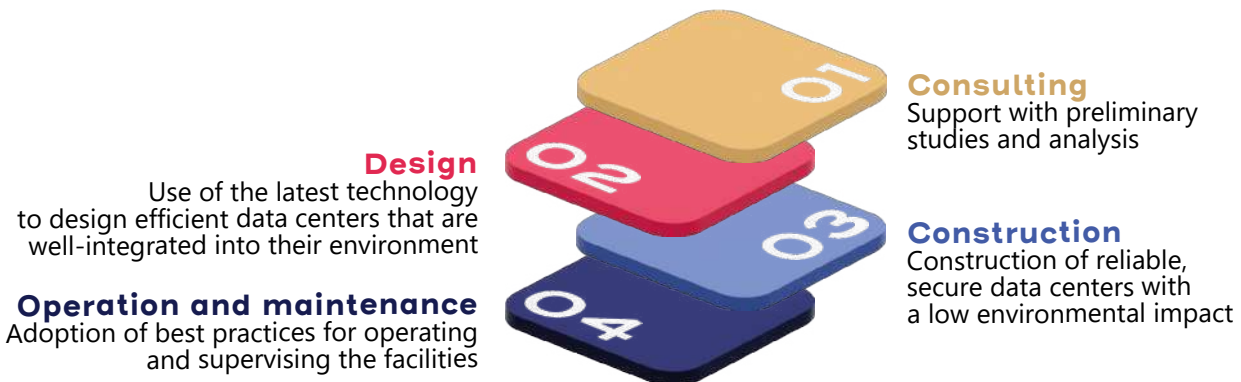 01
Consulting
Support with preliminary
studies and analysis
02
Design
Use of the latest technology
to design efficient data centers that are
well-integrated into their environment
03
Construction
Construction of reliable,
secure data centers with
a low environmental impact
04
Operation and maintenance
Adoption of best practices for operating
and supervising the facilities